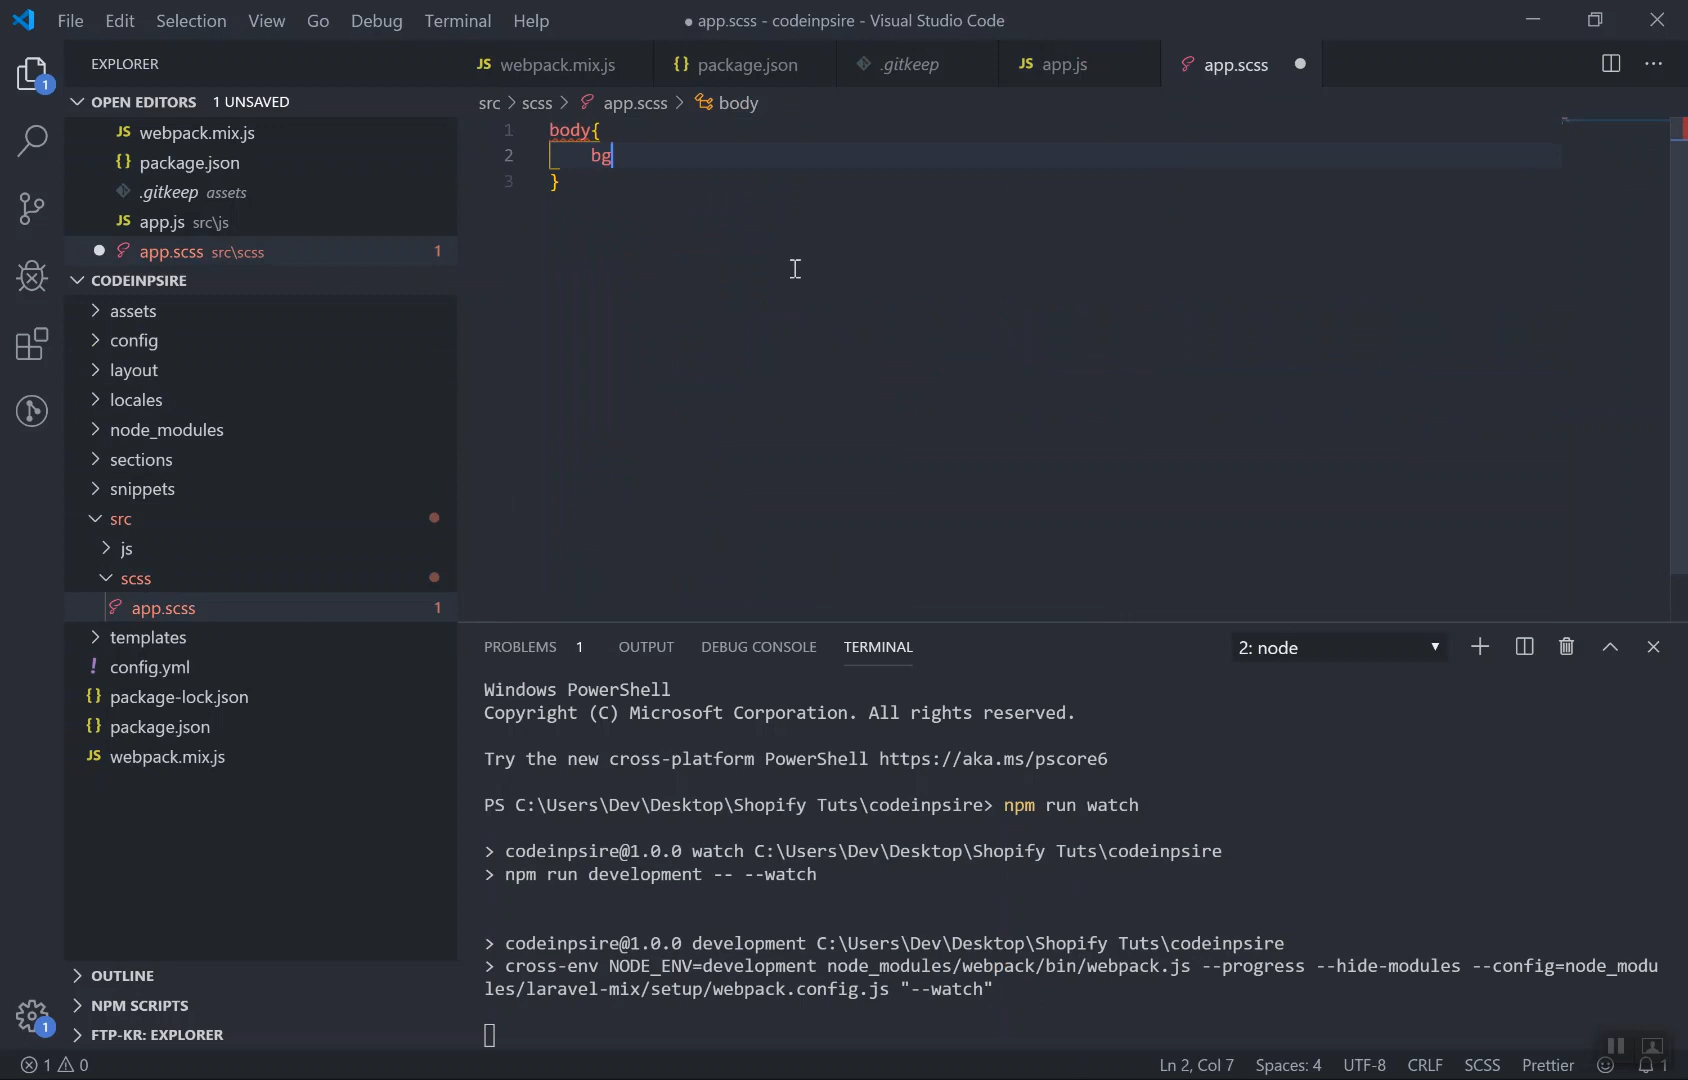 File Edit Selection View Go Debug Terminal Help
● app.scss - codeinpsire - Visual Studio Code
EXPLORER
JS webpack.mix.js
{} package.json
.gitkeep
JS app.js
app.scss ●
1
OPEN EDITORS 1 UNSAVED
src > scss > app.scss > body
JS webpack.mix.js
{} package.json
.gitkeep assets
JS app.js src\js
● app.scss src\scss 1
1 body{
2 bg
3 }
CODEINPSIRE
assets
config
layout
locales
node_modules
sections
snippets
src
js
scss
app.scss 1
templates
! config.yml
{} package-lock.json
{} package.json
JS webpack.mix.js
OUTLINE
NPM SCRIPTS
FTP-KR: EXPLORER
1
PROBLEMS 1 OUTPUT DEBUG CONSOLE TERMINAL
2: node
Windows PowerShell
Copyright (C) Microsoft Corporation. All rights reserved.
Try the new cross-platform PowerShell https://aka.ms/pscore6
PS C:\Users\Dev\Desktop\Shopify Tuts\codeinpsire> npm run watch
> codeinpsire@1.0.0 watch C:\Users\Dev\Desktop\Shopify Tuts\codeinpsire
> npm run development -- --watch
> codeinpsire@1.0.0 development C:\Users\Dev\Desktop\Shopify Tuts\codeinpsire
> cross-env NODE_ENV=development node_modules/webpack/bin/webpack.js --progress --hide-modules --config=node_modu
les/laravel-mix/setup/webpack.config.js "--watch"
1 0
Ln 2, Col 7 Spaces: 4 UTF-8 CRLF SCSS Prettier 1